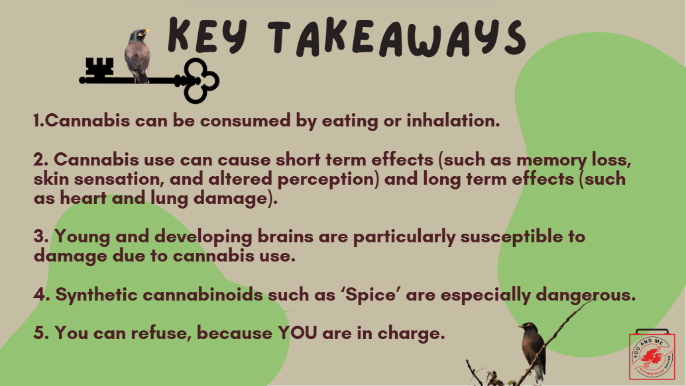 KEY TAKEAWAYS
1.Cannabis can be consumed by eating or inhalation.
2. Cannabis use can cause short term effects (such as memory loss,
skin sensation, and altered perception) and long term effects (such
as heart and lung damage).
3. Young and developing brains are particularly susceptible to
damage due to cannabis use.
4. Synthetic cannabinoids such as ‘Spice’ are especially dangerous.
5. You can refuse, because YOU are in charge.
YOU AND ME